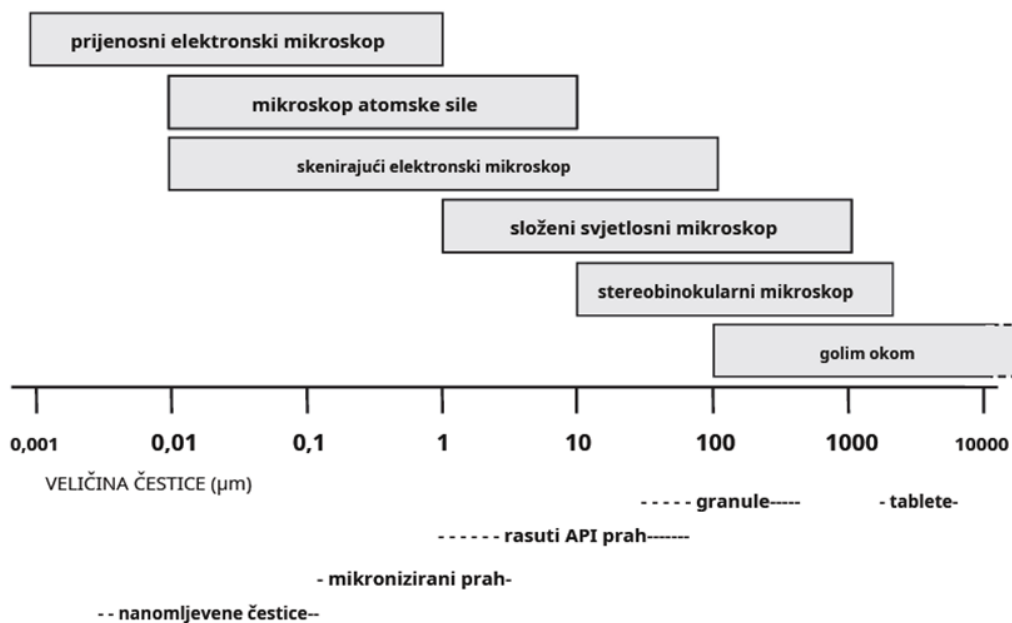 prijenosni elektronski mikroskop
mikroskop atomske sile
skenirajući elektronski mikroskop
složeni svjetlosni mikroskop
stereobinokularni mikroskop
golim okom
0,001 0,01 0,1 1 10 100 1000 10000
VELIČINA ČESTICE (µm)
- - - - - granule----- - tablete-
- - - - - - rasuti API prah-------
- mikronizirani prah-
- - nanomljevene čestice--